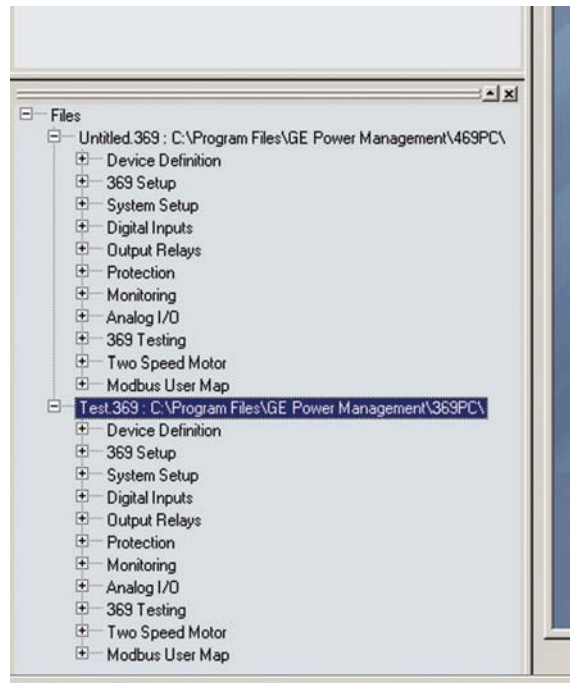 Files
Untitled.369 : C:\Program Files\GE Power Management\469PC\
Device Definition
369 Setup
System Setup
Digital Inputs
Output Relays
Protection
Monitoring
Analog I/O
369 Testing
Two Speed Motor
Modbus User Map
Test.369 : C:\Program Files\GE Power Management\369PC\
Device Definition
369 Setup
System Setup
Digital Inputs
Output Relays
Protection
Monitoring
Analog I/O
369 Testing
Two Speed Motor
Modbus User Map